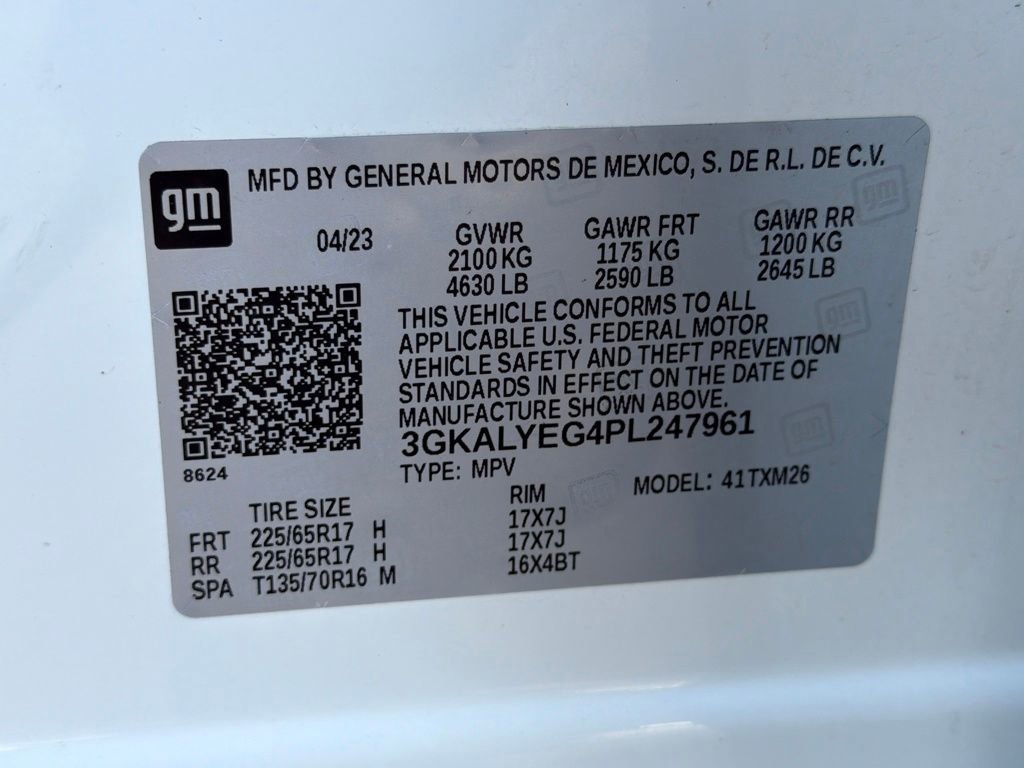 gm
MFD BY GENERAL MOTORS DE MEXICO, S. DE R.L. DE C.V.
04/23
GVWR GAWR FRT GAWR RR
2100 KG 1175 KG 1200 KG
4630 LB 2590 LB 2645 LB
THIS VEHICLE CONFORMS TO ALL
APPLICABLE U.S. FEDERAL MOTOR
VEHICLE SAFETY AND THEFT PREVENTION
STANDARDS IN EFFECT ON THE DATE OF
MANUFACTURE SHOWN ABOVE.
3GKALYEG4PL247961
8624
TYPE: MPV MODEL: 41TXM26
TIRE SIZE RIM
FRT 225/65R17 H 17X7J
RR 225/65R17 H 17X7J
SPA T135/70R16 M 16X4BT